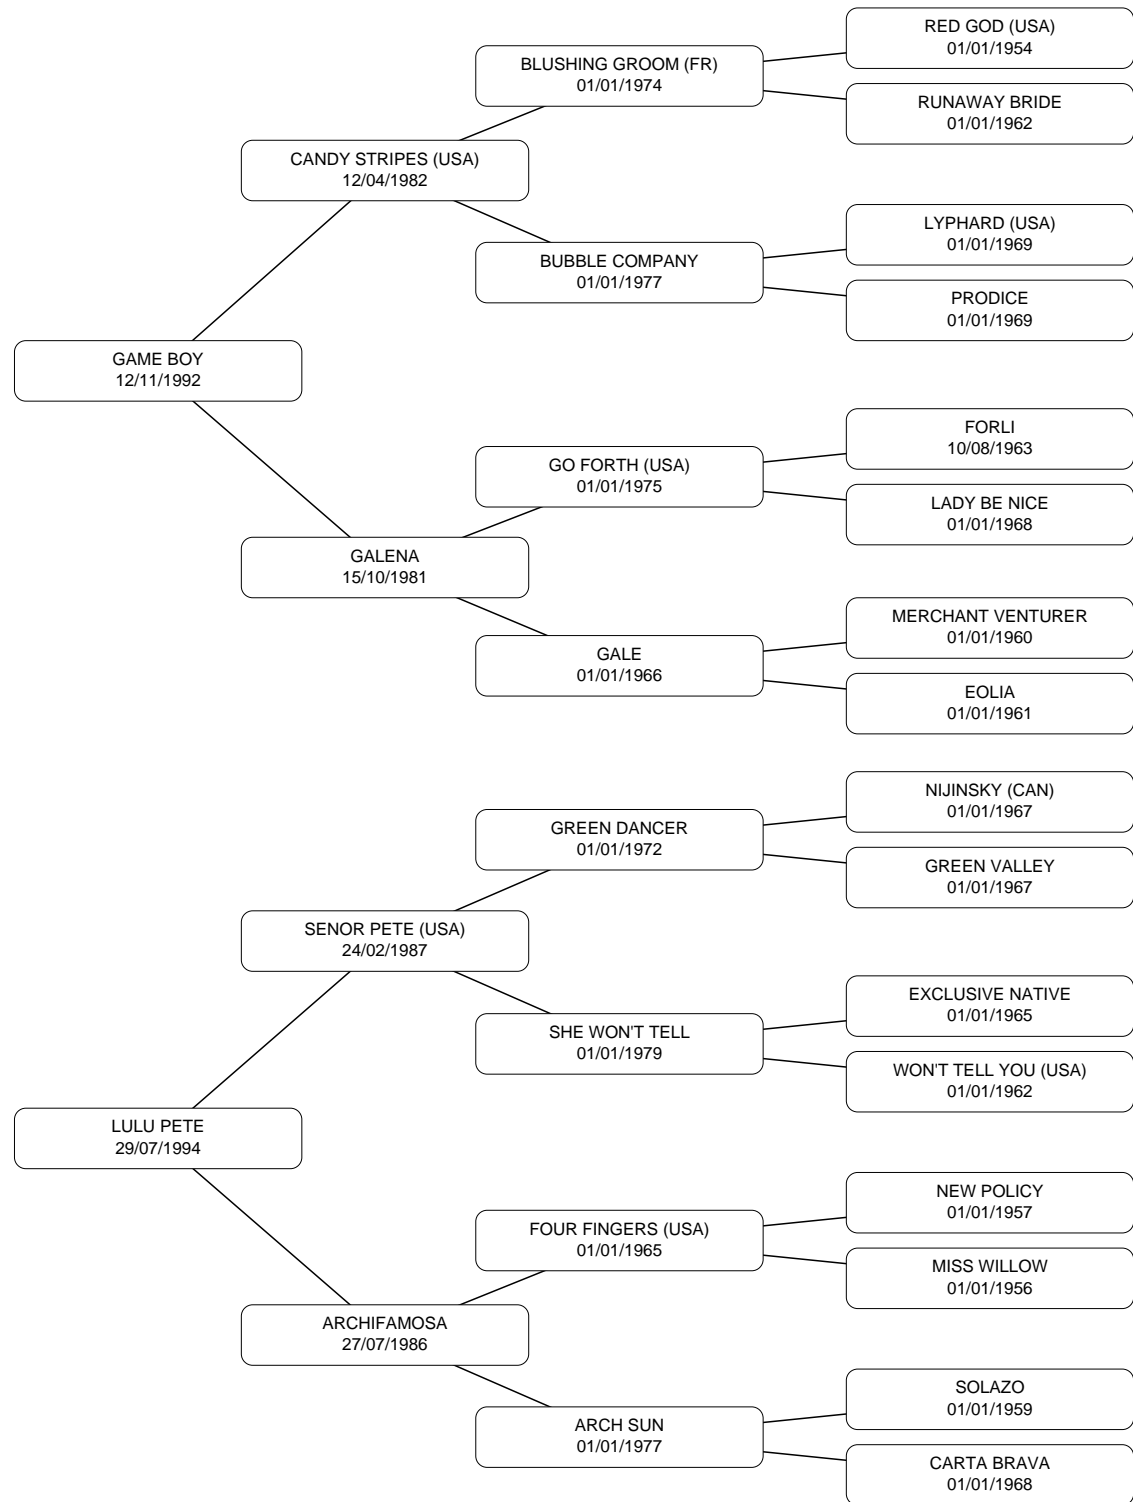 RED GOD (USA)
01/01/1954
BLUSHING GROOM (FR)
01/01/1974
RUNAWAY BRIDE
01/01/1962
CANDY STRIPES (USA)
12/04/1982
LYPHARD (USA)
01/01/1969
BUBBLE COMPANY
01/01/1977
PRODICE
01/01/1969
GAME BOY
12/11/1992
FORLI
10/08/1963
GO FORTH (USA)
01/01/1975
LADY BE NICE
01/01/1968
GALENA
15/10/1981
MERCHANT VENTURER
01/01/1960
GALE
01/01/1966
EOLIA
01/01/1961
NIJINSKY (CAN)
01/01/1967
GREEN DANCER
01/01/1972
GREEN VALLEY
01/01/1967
SENOR PETE (USA)
24/02/1987
EXCLUSIVE NATIVE
01/01/1965
SHE WON'T TELL
01/01/1979
WON'T TELL YOU (USA)
01/01/1962
LULU PETE
29/07/1994
NEW POLICY
01/01/1957
FOUR FINGERS (USA)
01/01/1965
MISS WILLOW
01/01/1956
ARCHIFAMOSA
27/07/1986
SOLAZO
01/01/1959
ARCH SUN
01/01/1977
CARTA BRAVA
01/01/1968